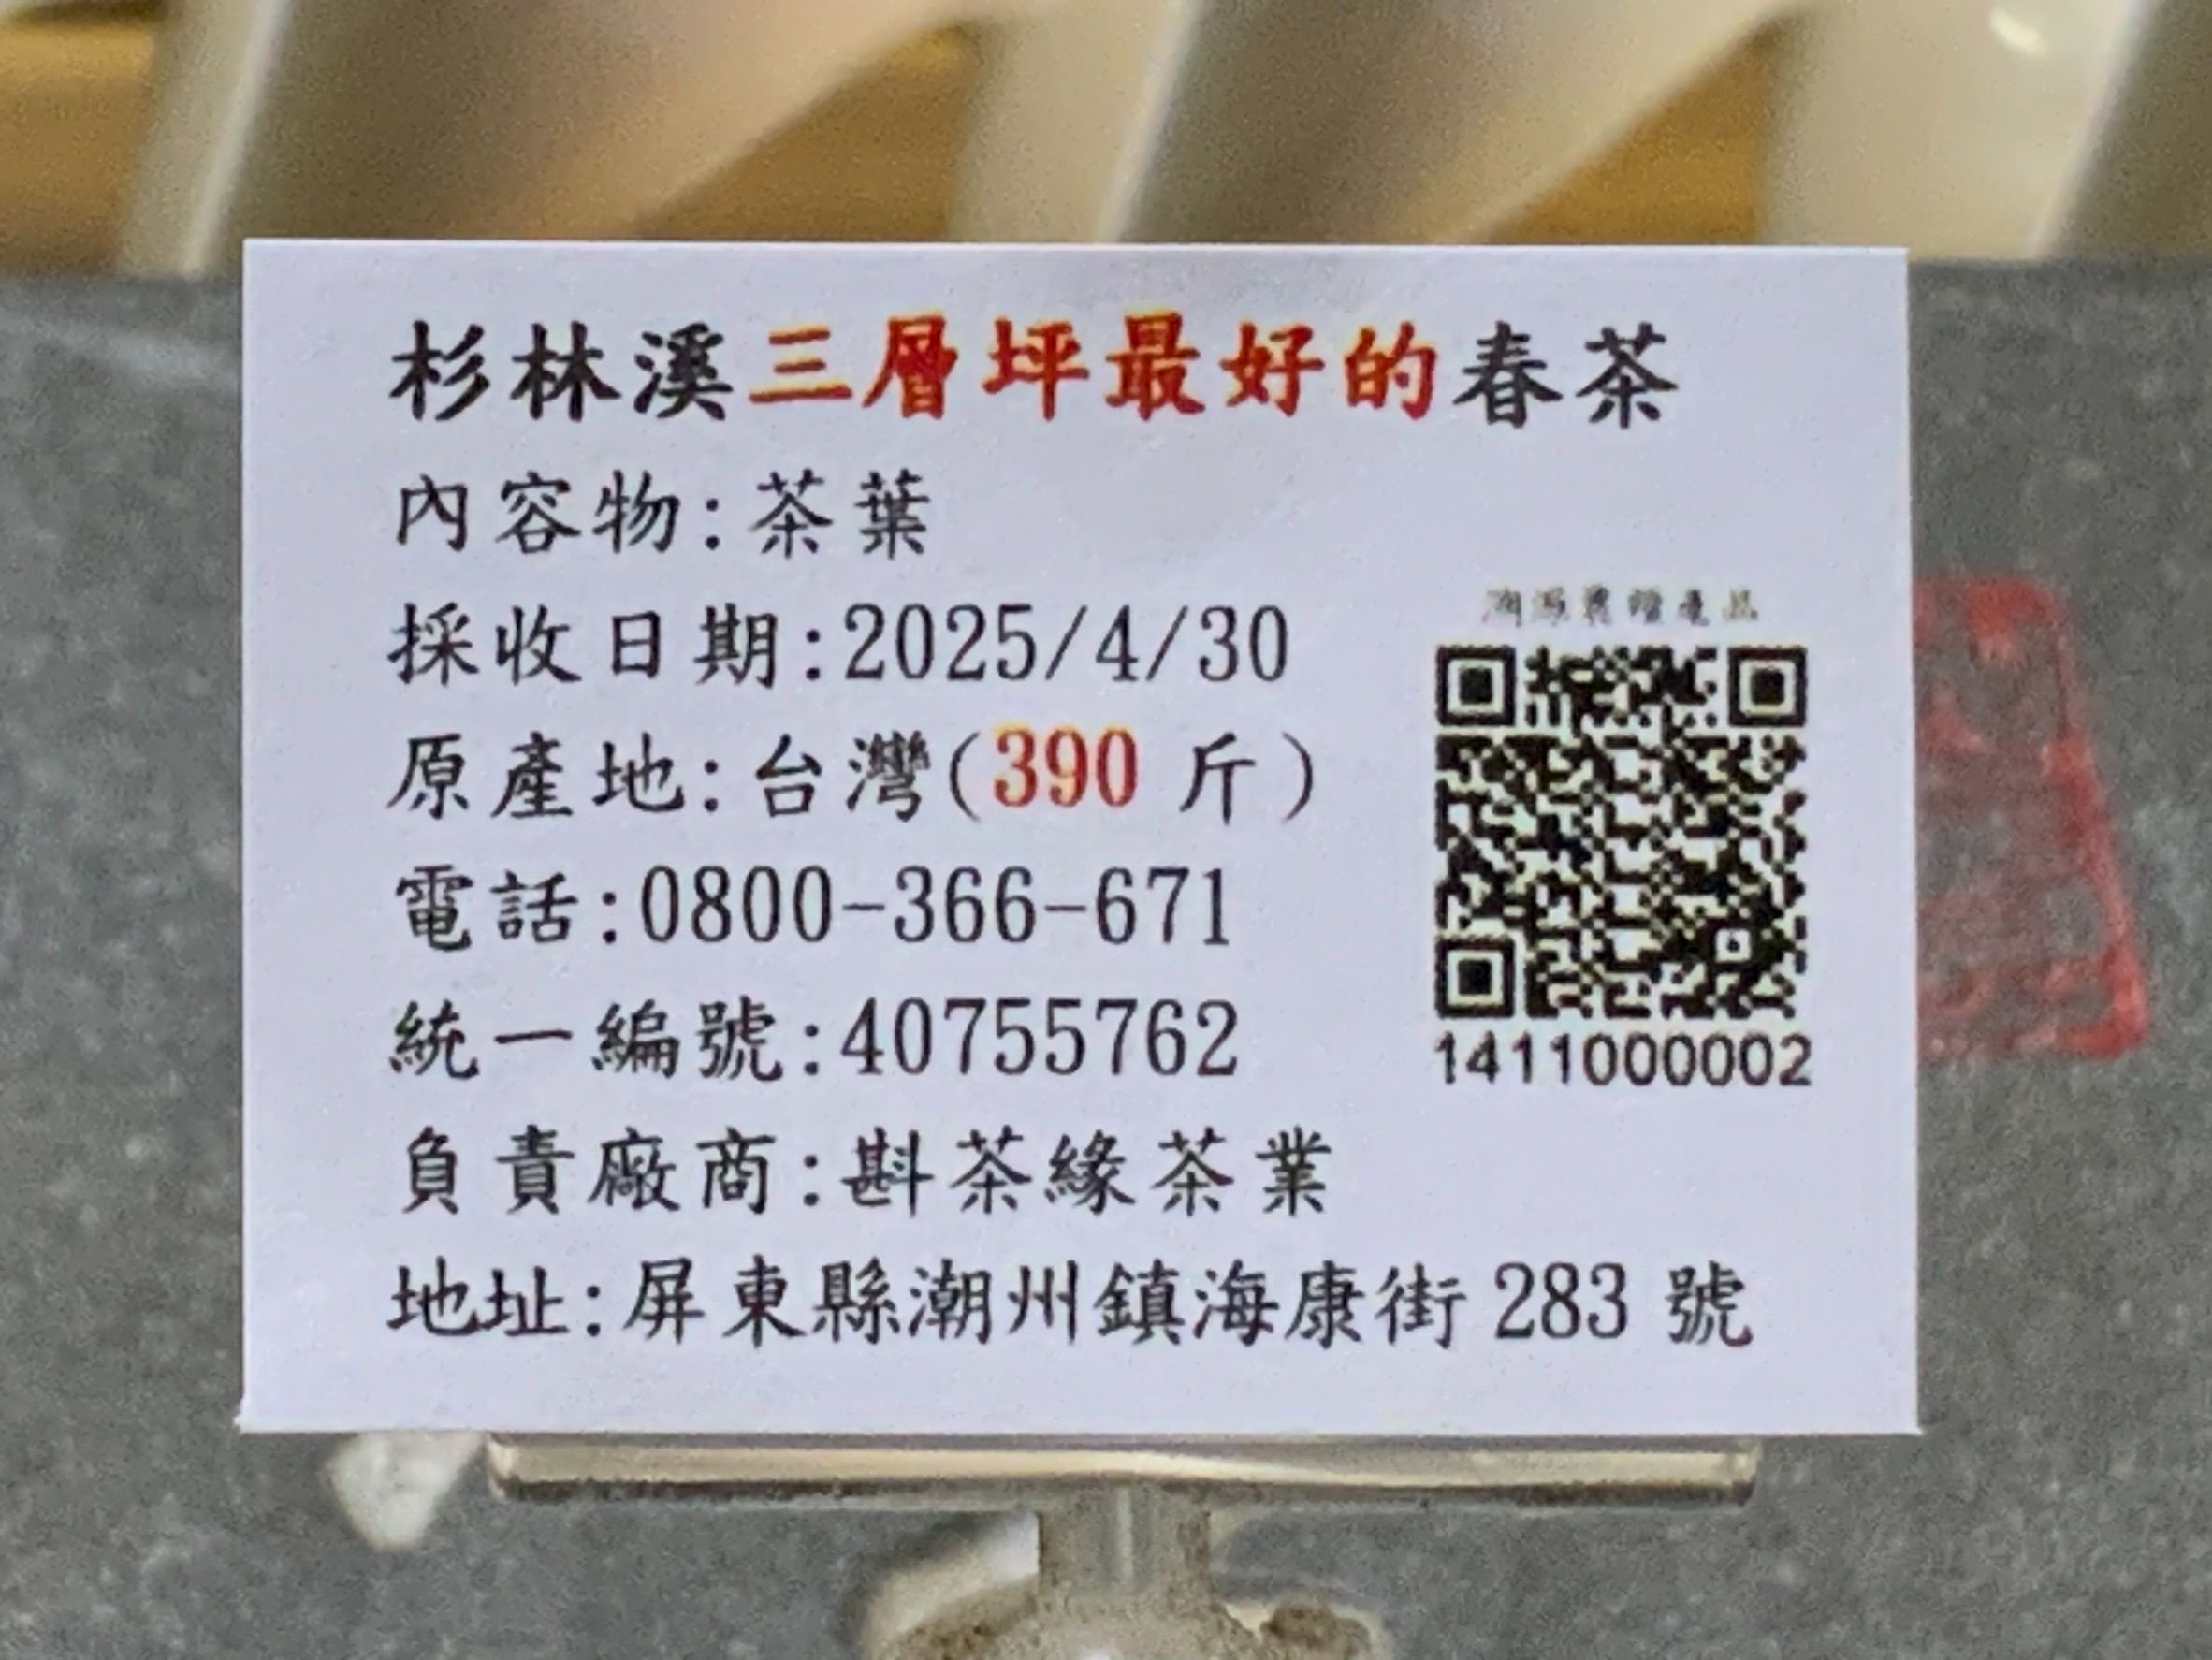 杉林溪三層坪最好的春茶
內容物:茶葉
採收日期:2025/4/30
原產地:台灣(390 斤)
電話:0800-366-671
統一編號:40755762
負責廠商:斟茶緣茶業
地址:屏東縣潮州鎮海康街 283 號
1411000002